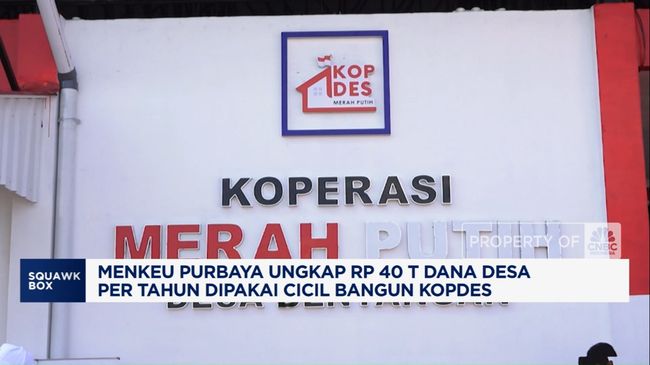 KOP
DES
MERAH PUTIH
KOPERASI
MERAH PUTIH
PROPERTY OF CNBC INDONESIA
SQUAWK
BOX
MENKEU PURBAYA UNGKAP RP 40 T DANA DESA
PER TAHUN DIPAKAI CICIL BANGUN KOPDES